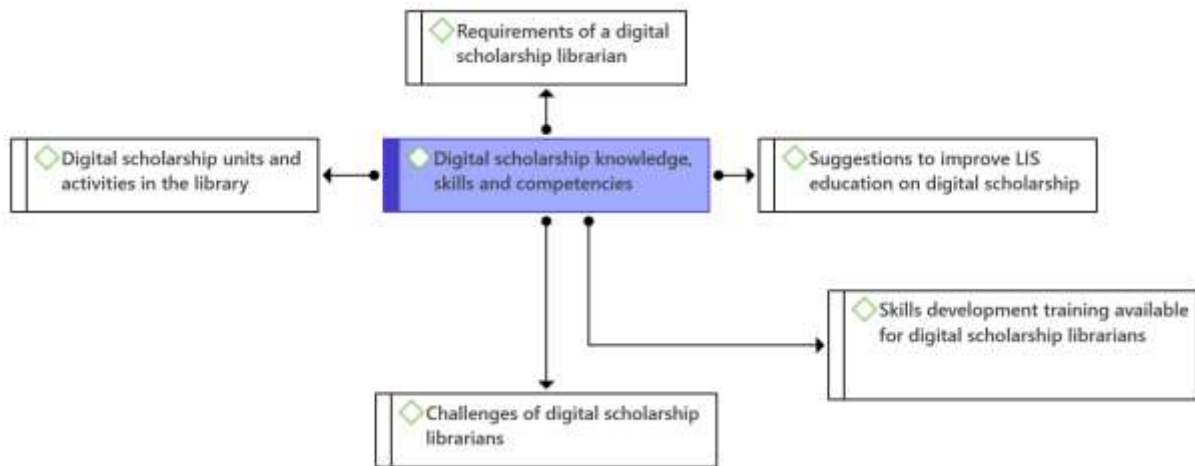 Requirements of a digital
scholarship librarian
Digital scholarship units and
activities in the library
Digital scholarship knowledge,
skills and competencies
Suggestions to improve LIS
education on digital scholarship
Skills development training available
for digital scholarship librarians
Challenges of digital scholarship
librarians